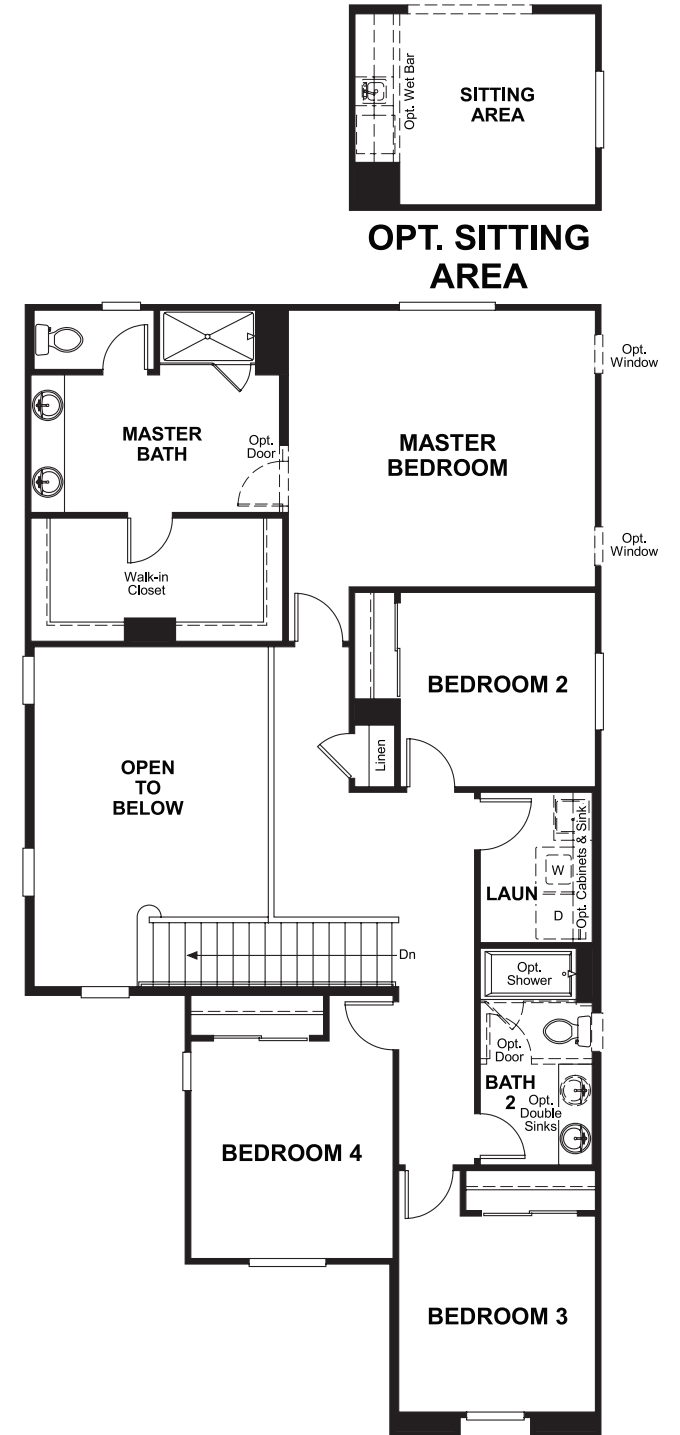 Opt. Wet Bar
SITTING
AREA
OPT. SITTING
AREA
Opt.
Window
MASTER
BATH
Opt.
Door
MASTER
BEDROOM
Opt.
Window
Walk-in
Closet
BEDROOM 2
Linen
OPEN
TO
BELOW
Opt. Cabinets & Sink
W
LAUN
D
Dn
Opt.
Shower
Opt.
Door
BATH
2
Opt.
Double
Sinks
BEDROOM 4
BEDROOM 3